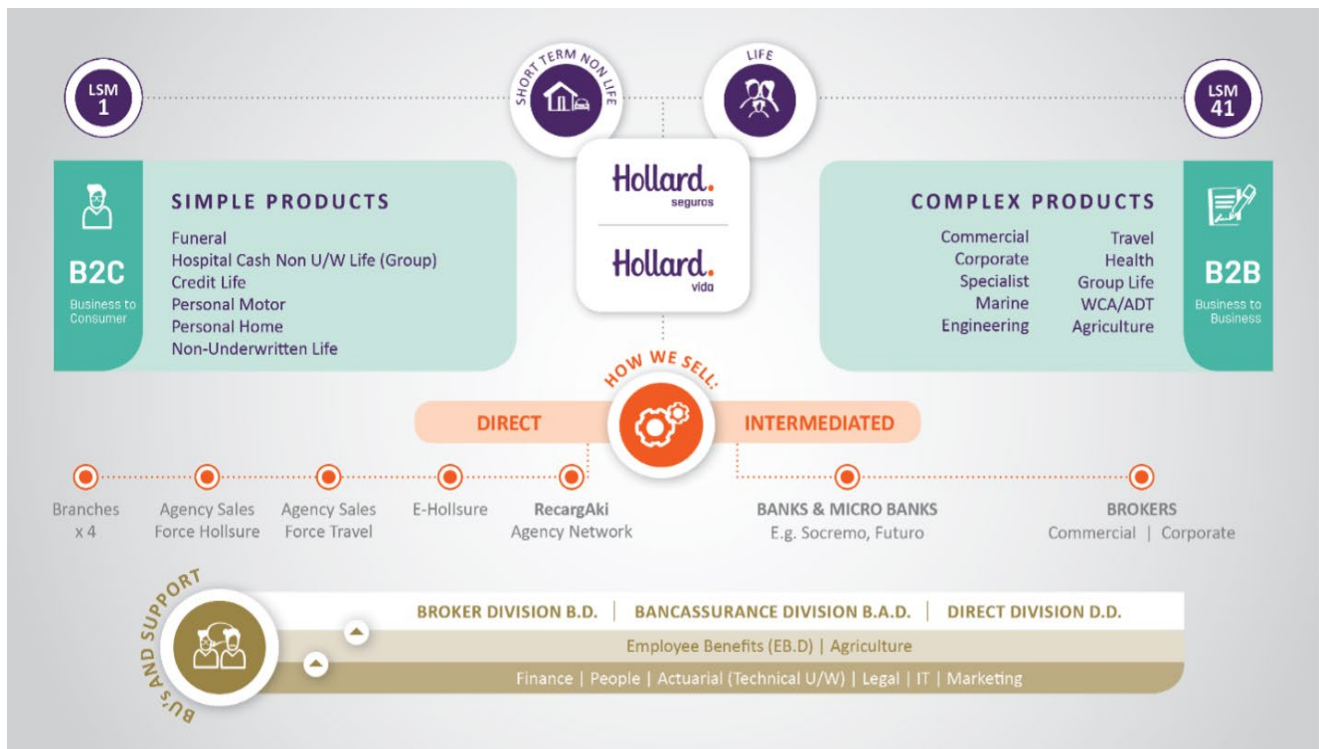 SHORT TERM NON LIFE
LIFE
LSM
1
LSM
41
Hollard.
seguros
Hollard.
vida
B2C
Business to
Consumer
SIMPLE PRODUCTS
Funeral
Hospital Cash Non U/W Life (Group)
Credit Life
Personal Motor
Personal Home
Non-Underwritten Life
COMPLEX PRODUCTS
Commercial
Corporate
Specialist
Marine
Engineering
Travel
Health
Group Life
WCA/ADT
Agriculture
B2B
Business to
Business
HOW WE SELL:
DIRECT
INTERMEDIATED
Branches
x 4
Agency Sales
Force Hollsure
Agency Sales
Force Travel
E-Hollsure
RecargAki
Agency Network
BANKS & MICRO BANKS
E.g. Socremo, Futuro
BROKERS
Commercial | Corporate
BU's AND SUPPORT
BROKER DIVISION B.D. | BANCASSURANCE DIVISION B.A.D. | DIRECT DIVISION D.D.
Employee Benefits (EB.D) | Agriculture
Finance | People | Actuarial (Technical U/W) | Legal | IT | Marketing